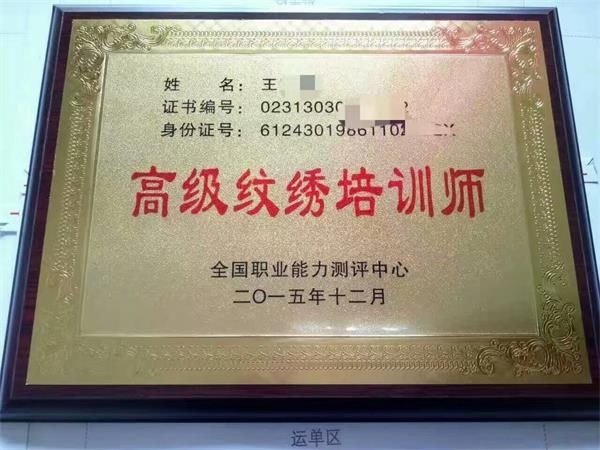 姓 名：王
证书编号：02313030
身份证号：61243019861102 X
高级纹绣培训师
全国职业能力测评中心
二〇一五年十二月
运单区